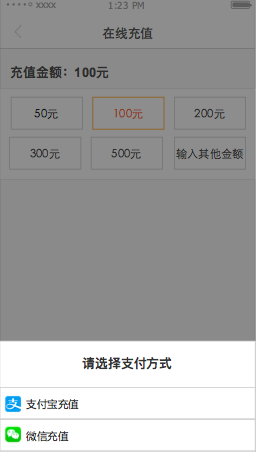 xxxx 1:23 PM
在线充值
充值金额：100元
50元 100元 200元
300元 500元 输入其他金额
请选择支付方式
支付宝充值
微信充值